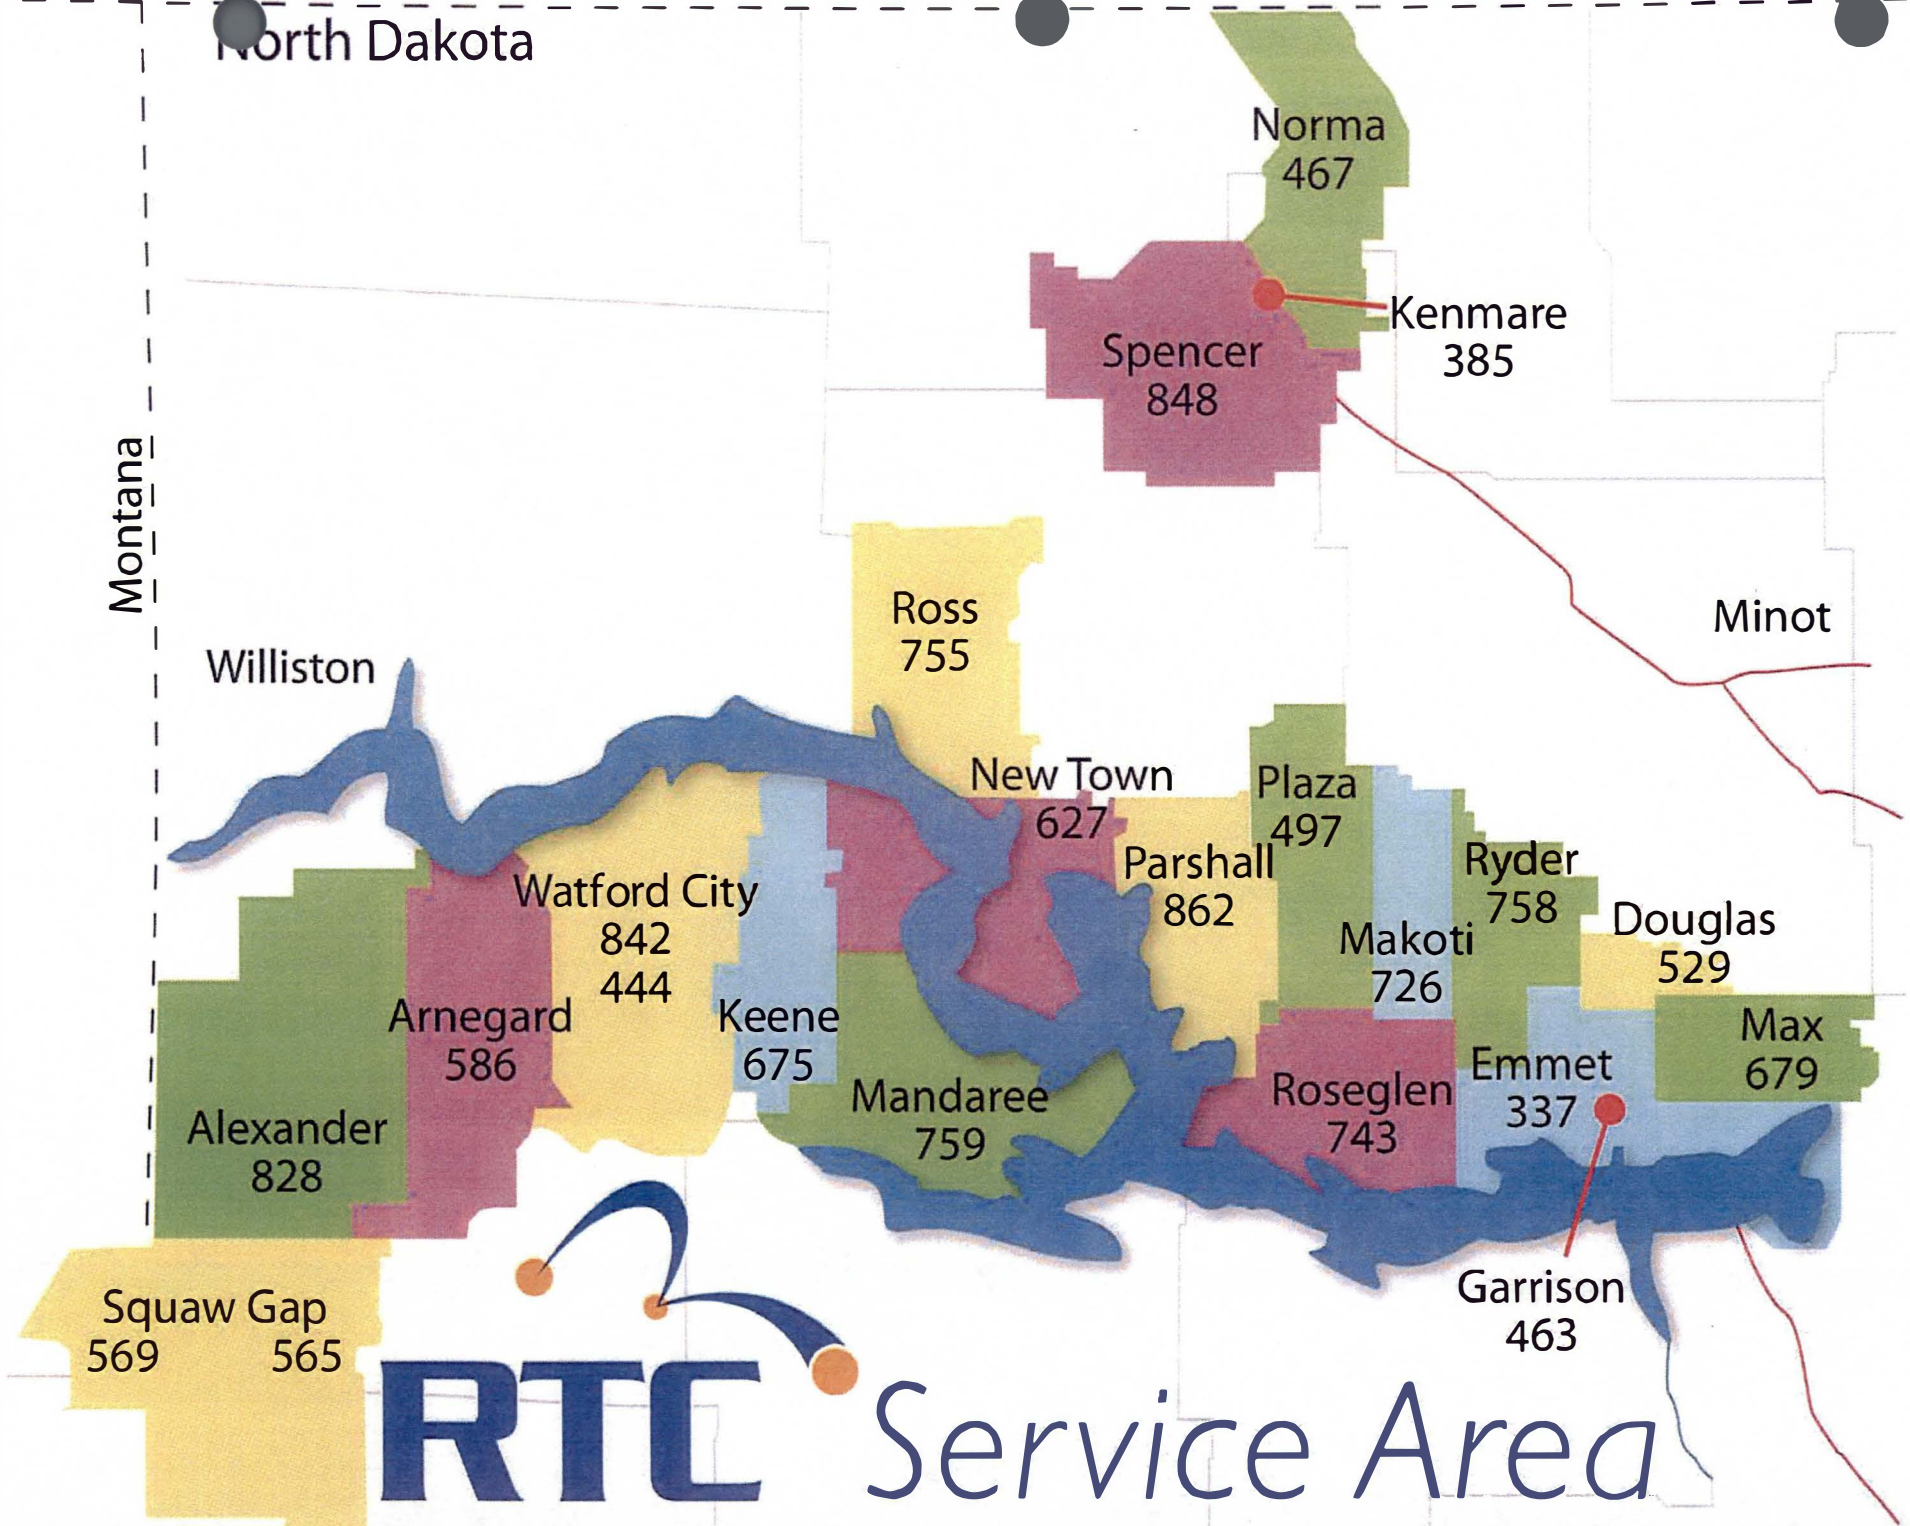 North Dakota
Montana
Norma
467
Kenmare
385
Spencer
848
Ross
755
Minot
Williston
New Town
627
Plaza
497
Parshall
862
Ryder
758
Watford City
842
444
Makoti
726
Douglas
529
Arnegard
586
Keene
675
Max
679
Emmet
337
Mandaree
759
Roseglen
743
Alexander
828
Garrison
463
Squaw Gap
569 565
RTC Service Area